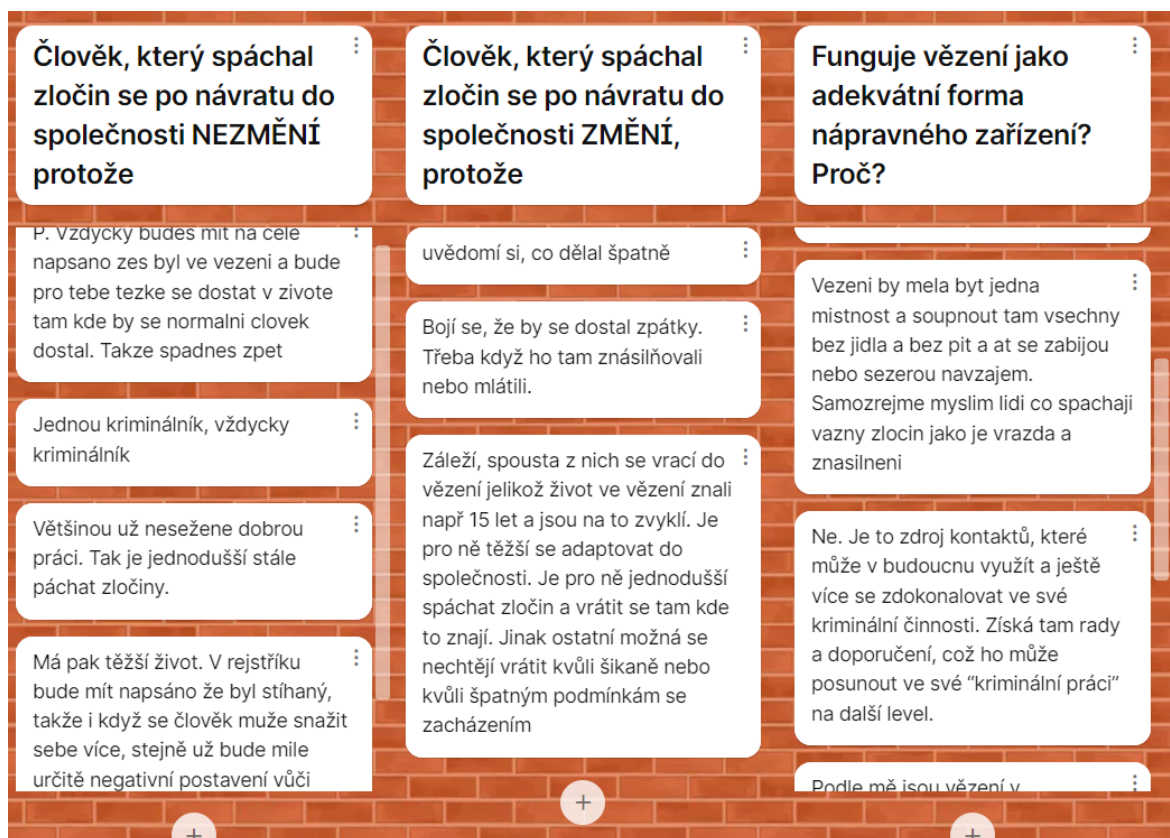 Člověk, který spáchal
zločin se po návratu do
společnosti NEZMĚNÍ
protože
P. Vzdycky budes mit na cele
napsano zes byl ve vezeni a bude
pro tebe tezke se dostat v zivote
tam kde by se normalni clovek
dostal. Takze spadnes zpet
Jednou kriminálník, vždycky
kriminálník
Většinou už nesežene dobrou
práci. Tak je jednodušší stále
páchat zločiny.
Má pak těžší život. V rejstříku
bude mít napsáno že byl stíhaný,
takže i když se člověk muže snažit
sebe více, stejně už bude mile
určitě negativní postavení vůči
Člověk, který spáchal
zločin se po návratu do
společnosti ZMĚNÍ,
protože
uvědomí si, co dělal špatně
Bojí se, že by se dostal zpátky.
Třeba když ho tam znásilňovali
nebo mlátili.
Záleží, spousta z nich se vrací do
vězení jelikož život ve vězení znali
např 15 let a jsou na to zvyklí. Je
pro ně těžší se adaptovat do
společnosti. Je pro ně jednodušší
spáchat zločin a vrátit se tam kde
to znají. Jinak ostatní možná se
nechtějí vrátit kvůli šikaně nebo
kvůli špatným podmínkám se
zacházením
Funguje vězení jako
adekvátní forma
nápravného zařízení?
Proč?
Vezeni by mela byt jedna
mistnost a soupnout tam vsechny
bez jidla a bez pit a at se zabijou
nebo sezerou navzajem.
Samozrejme myslim lidi co spachaji
vazny zlocin jako je vrazda a
znasilneni
Ne. Je to zdroj kontaktů, které
může v budoucnu využít a ještě
více se zdokonalovat ve své
kriminální činnosti. Získá tam rady
a doporučení, což ho může
posunout ve své “kriminální práci”
na další level.
Podle mě jsou vězení v